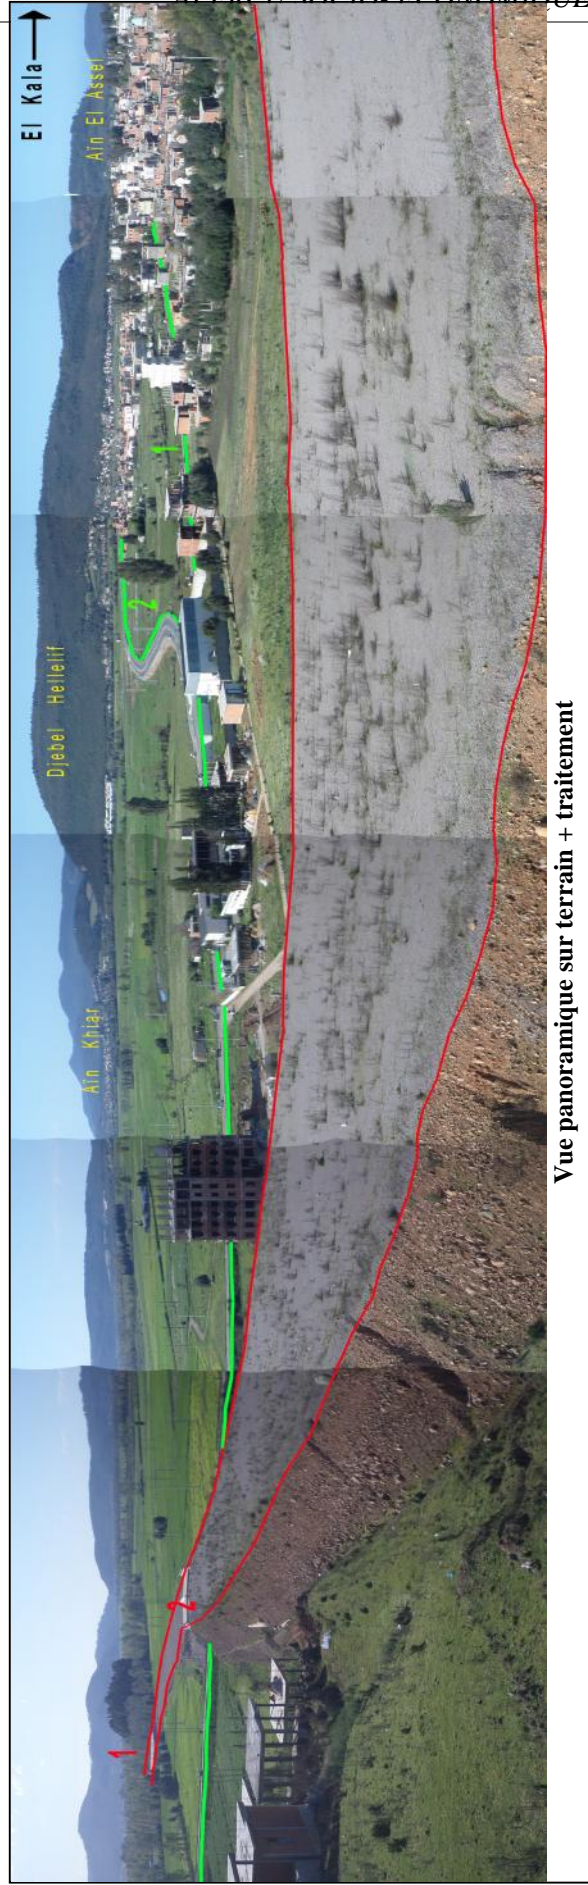 El Kala
Aïn El Assel
Djebel Hellelif
Aïn Khiar
1
2
1
2
Vue panoramique sur terrain + traitement